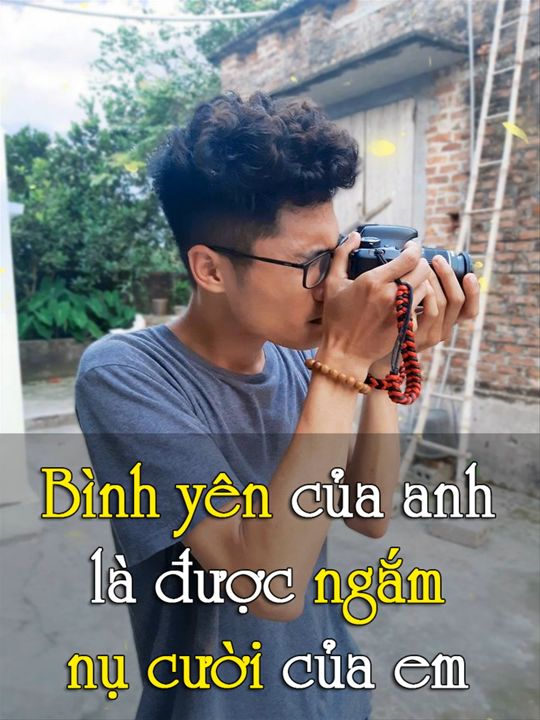 Bình yên của anh
là được ngắm
nụ cười của em